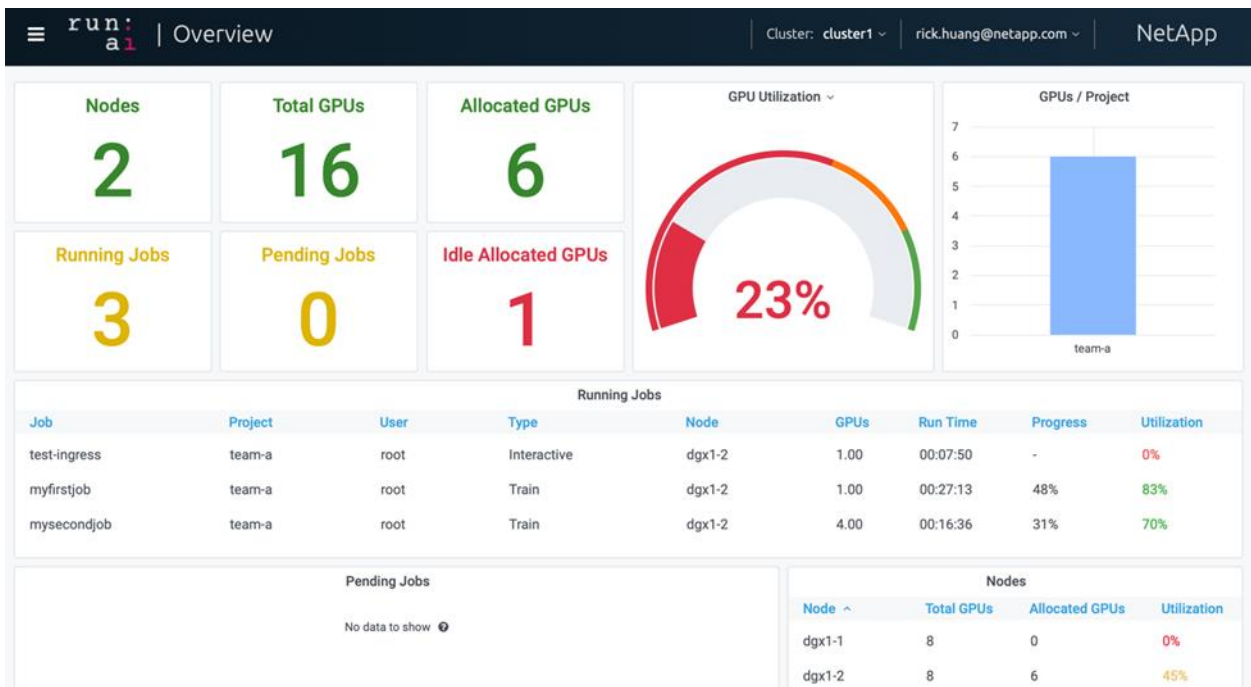 run: ai | Overview Cluster: cluster1 rick.huang@netapp.com NetApp
Nodes Total GPUs Allocated GPUs GPU Utilization GPUs / Project
2 16 6
Running Jobs Pending Jobs Idle Allocated GPUs
3 0 1
23%
7
6
5
4
3
2
1
0
team-a
Running Jobs
Job Project User Type Node GPUs Run Time Progress Utilization
test-ingress team-a root Interactive dgx1-2 1.00 00:07:50 - 0%
myfirstjob team-a root Train dgx1-2 1.00 00:27:13 48% 83%
mysecondjob team-a root Train dgx1-2 4.00 00:16:36 31% 70%
Pending Jobs
No data to show
Nodes
Node Total GPUs Allocated GPUs Utilization
dgx1-1 8 0 0%
dgx1-2 8 6 45%